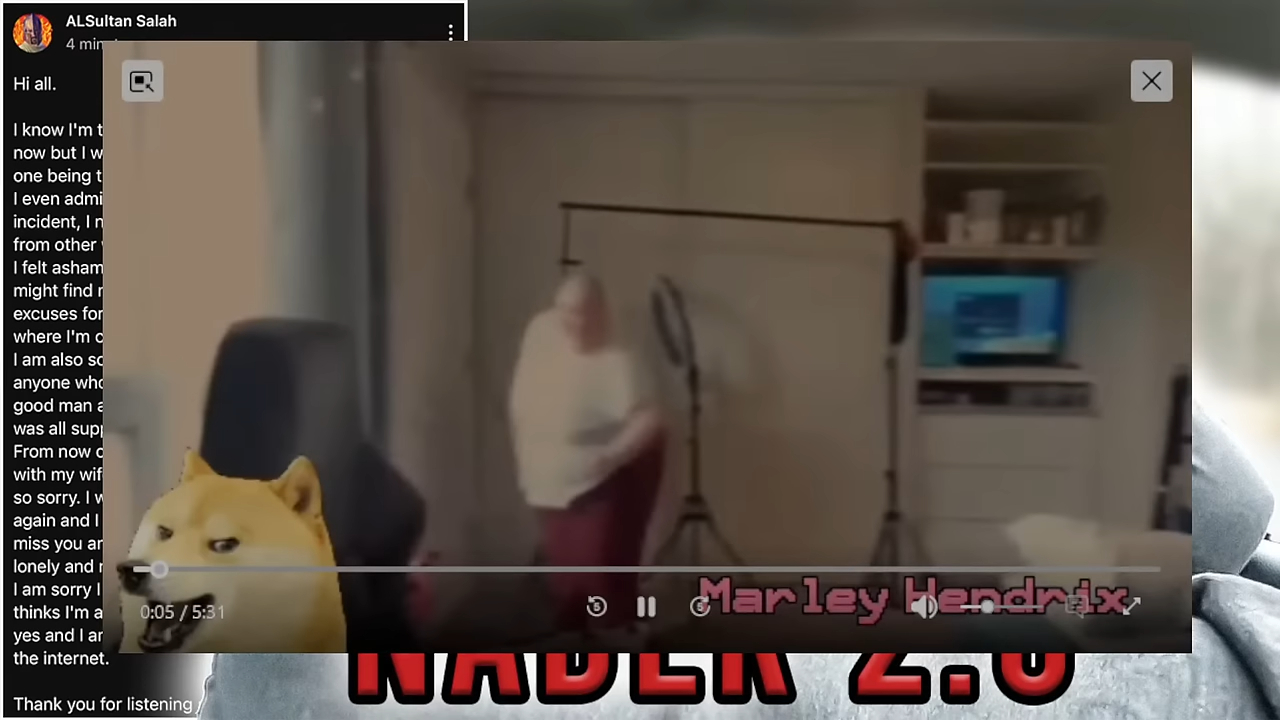 ALSultan Salah
4 min
Hi all.
I know I'm t
now but I w
one being t
I even admi
incident, I n
from other
I felt asham
might find r
excuses for
where I'm c
I am also so
anyone who
good man a
was all supp
From now o
with my wif
so sorry. I w
again and I
miss you an
lonely and r
I am sorry I
thinks I'm a
yes and I ar
the internet.
Thank you for listening
0:05 / 5:31
5
5
Marley Hendrix
NADER 2.0